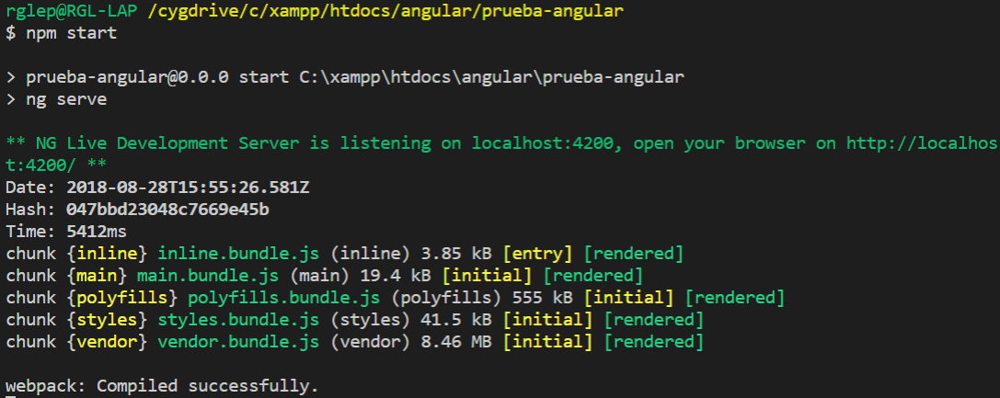 rglep@RGL-LAP /cygdrive/c/xampp/htdocs/angular/prueba-angular
$ npm start
> prueba-angular@0.0.0 start C:\xampp\htdocs\angular\prueba-angular
> ng serve
** NG Live Development Server is listening on localhost:4200, open your browser on http://localhos
t:4200/ **
Date: 2018-08-28T15:55:26.581Z
Hash: 047bbd23048c7669e45b
Time: 5412ms
chunk {inline} inline.bundle.js (inline) 3.85 kB [entry] [rendered]
chunk {main} main.bundle.js (main) 19.4 kB [initial] [rendered]
chunk {polyfills} polyfills.bundle.js (polyfills) 555 kB [initial] [rendered]
chunk {styles} styles.bundle.js (styles) 41.5 kB [initial] [rendered]
chunk {vendor} vendor.bundle.js (vendor) 8.46 MB [initial] [rendered]
webpack: Compiled successfully.